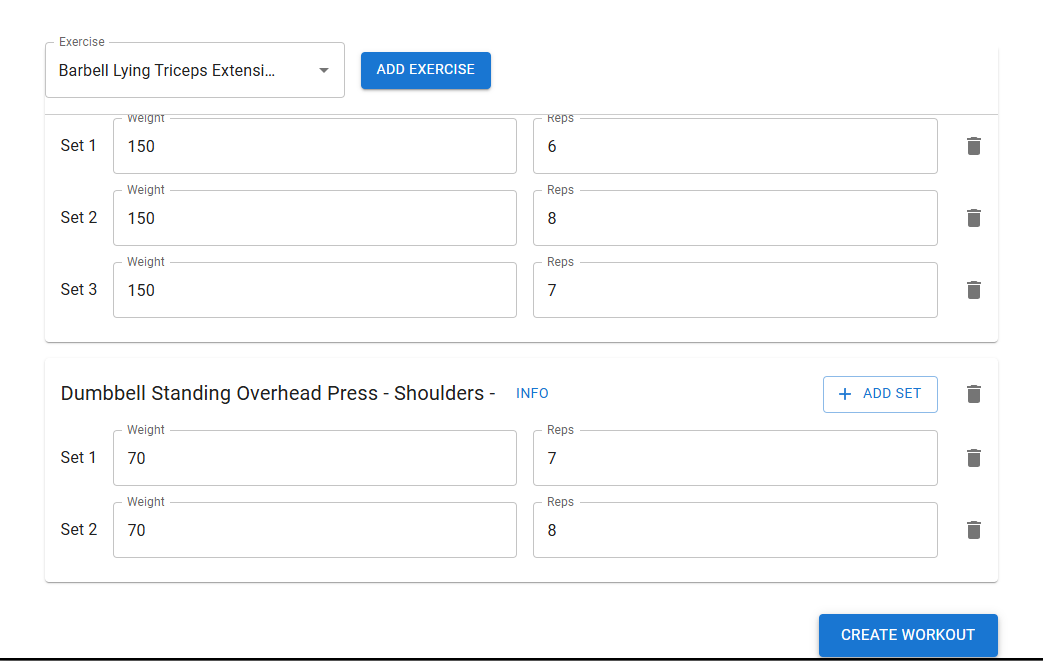 Exercise
Barbell Lying Triceps Extensi...
ADD EXERCISE
Weight
Reps
Set 1
150
6
Weight
Reps
Set 2
150
8
Weight
Reps
Set 3
150
7
Dumbbell Standing Overhead Press - Shoulders -
INFO
+ ADD SET
Weight
Reps
Set 1
70
7
Weight
Reps
Set 2
70
8
CREATE WORKOUT